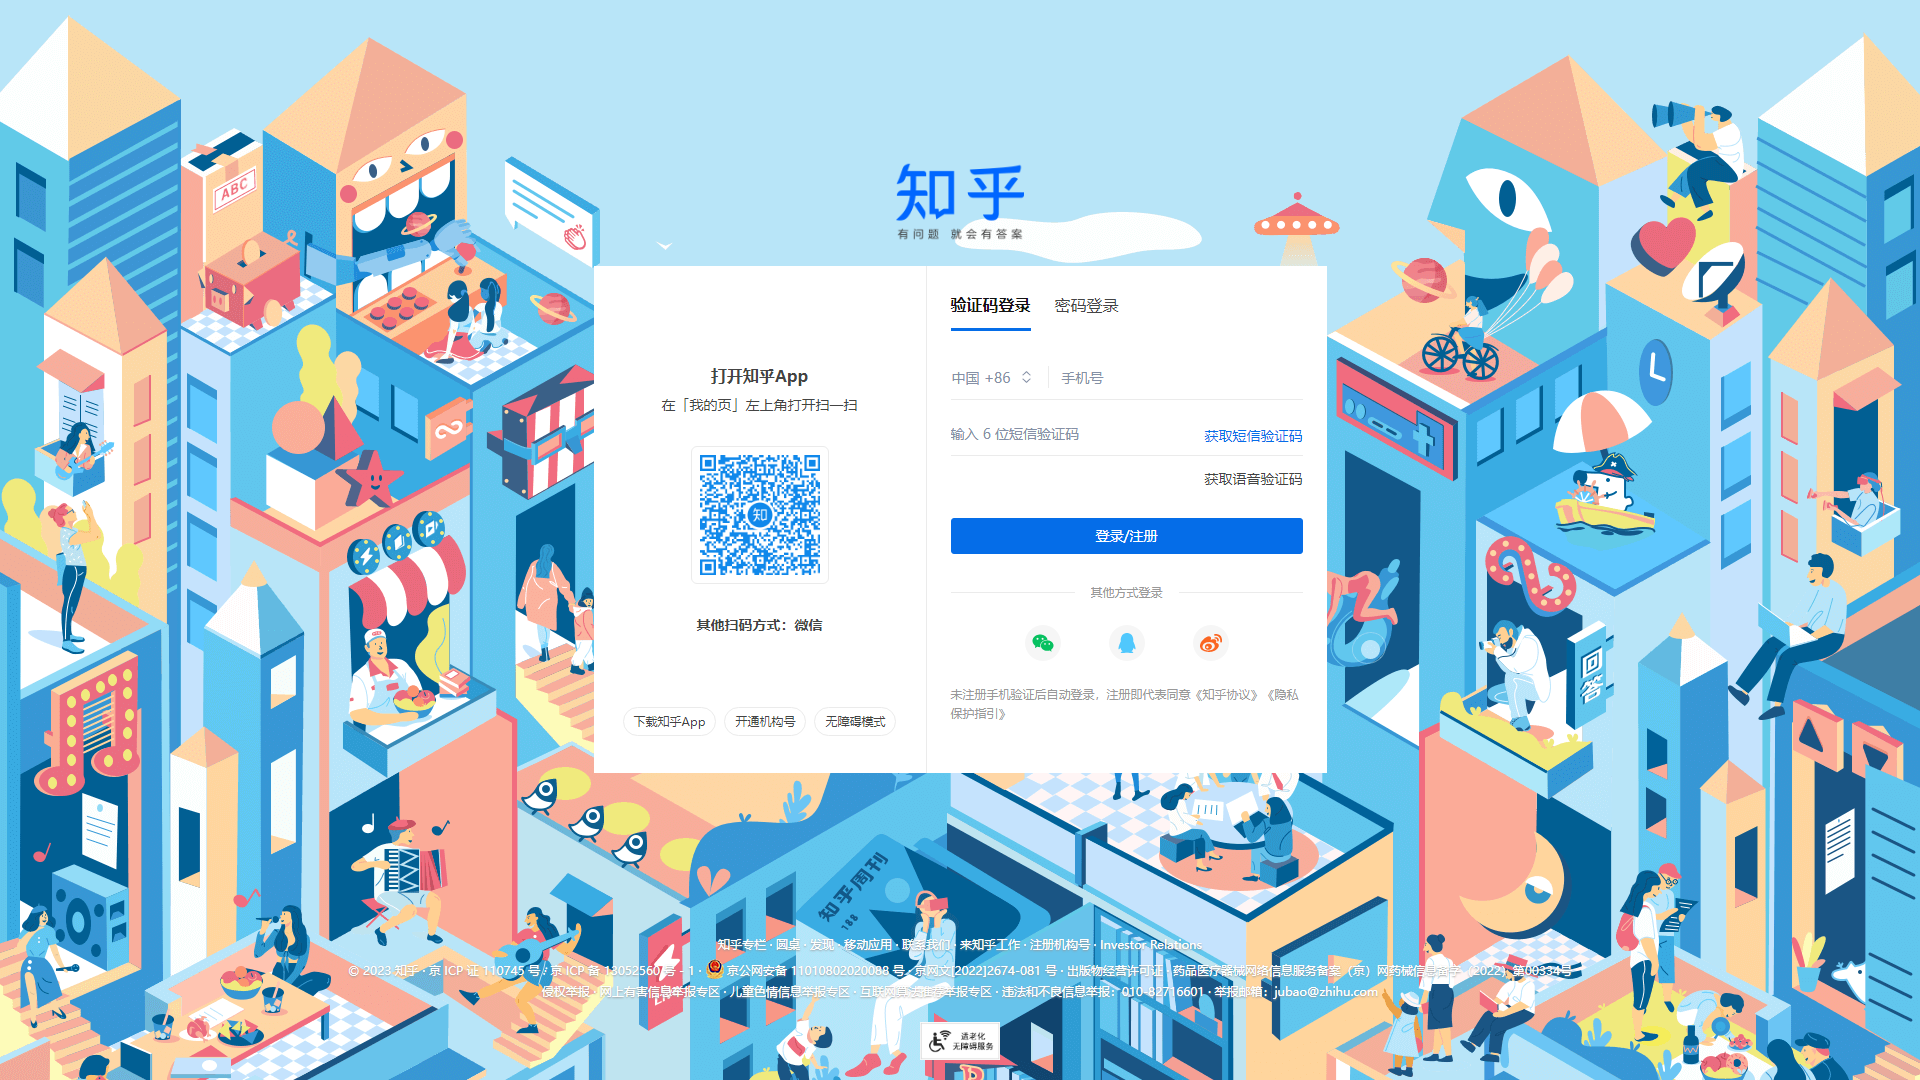 ABC
知乎
有问题 就会有答案
验证码登录 密码登录
打开知乎App
在「我的页」左上角打开扫一扫
中国 +86 手机号
输入 6 位短信验证码 获取短信验证码
获取语音验证码
知
登录/注册
其他方式登录
其他扫码方式：微信
未注册手机验证后自动登录，注册即代表同意《知乎协议》《隐私
保护指引》
下载知乎App 开通机构号 无障碍模式
回答
知乎周刊
188
知乎专栏 · 圆桌 · 发现 · 移动应用 · 联系我们 · 来知乎工作 · 注册机构号 · Investor Relations
© 2023 知乎 · 京 ICP 证 110745 号 / 京 ICP 备 13052560 号 - 1 · 京公网安备 11010802020088 号 / 京网文[2022]2674-081 号 · 出版物经营许可证 · 药品医疗器械网络信息服务备案（京）网药械信息备字（2022）第00334号
侵权举报 · 网上有害信息举报专区 · 儿童色情信息举报专区 · 互联网算法推荐举报专区 · 违法和不良信息举报：010-82716601 · 举报邮箱：jubao@zhihu.com
适老化
无障碍服务